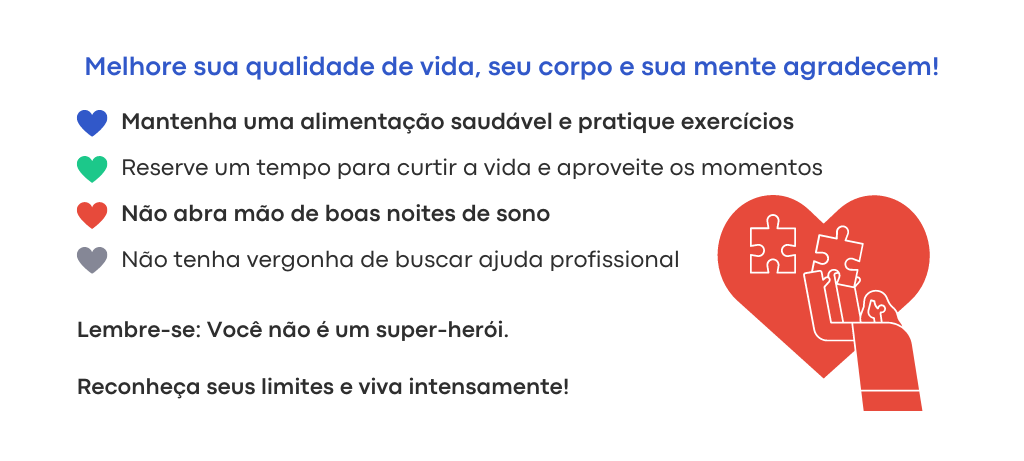 Melhore sua qualidade de vida, seu corpo e sua mente agradecem!
Mantenha uma alimentação saudável e pratique exercícios
Reserve um tempo para curtir a vida e aproveite os momentos
Não abra mão de boas noites de sono
Não tenha vergonha de buscar ajuda profissional
Lembre-se: Você não é um super-herói.
Reconheça seus limites e viva intensamente!